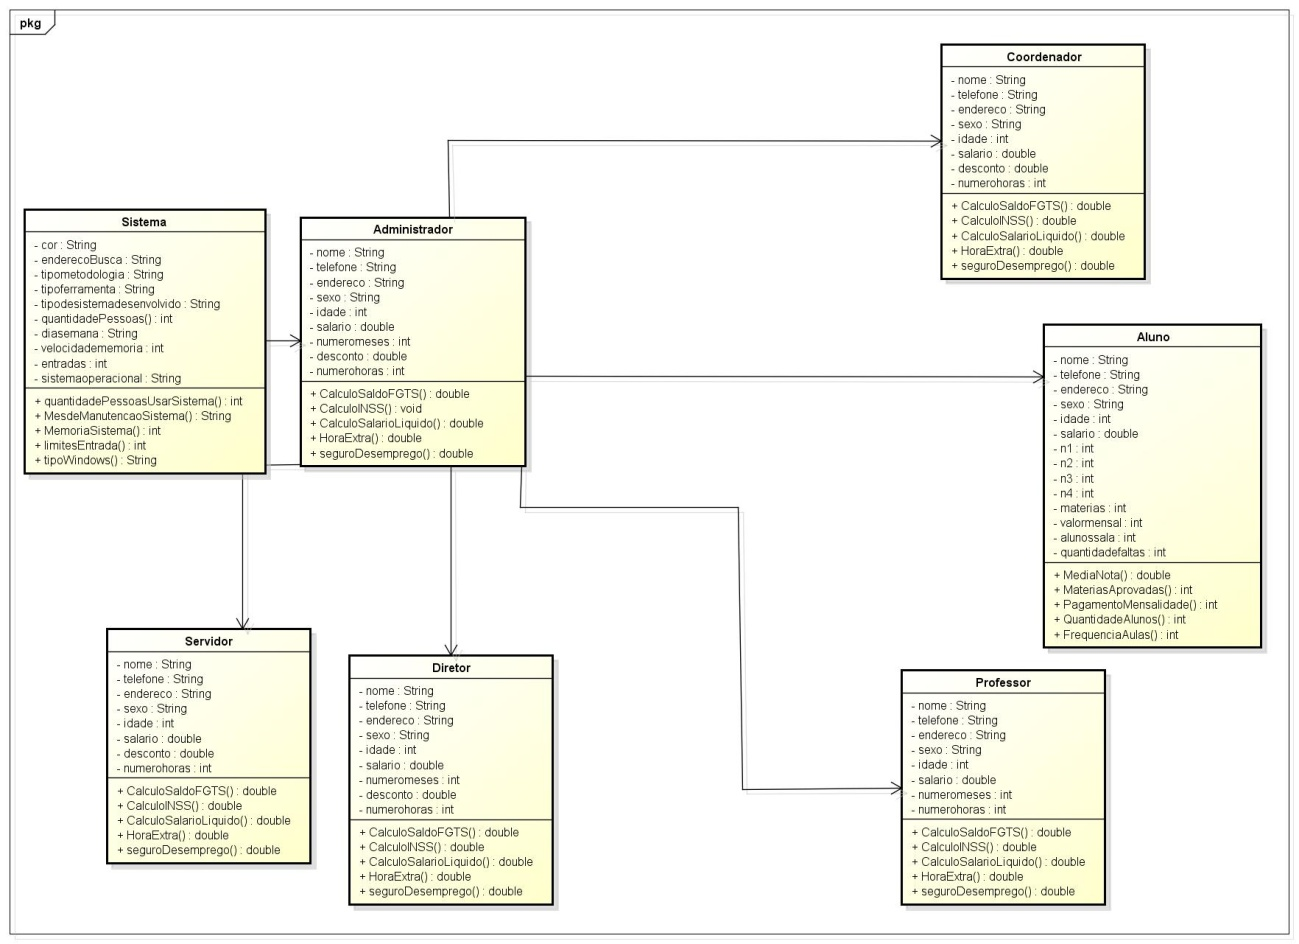 pkg
Coordenador
- nome : String
- telefone : String
- endereco : String
- sexo : String
- idade : int
- salario : double
- desconto : double
- numerohoras : int
+ CalculoSaldoFGTS() : double
+ CalculoINSS() : double
+ CalculoSalarioLiquido() : double
+ HoraExtra() : double
+ seguroDesemprego() : double
Sistema
- cor : String
- enderecoBusca : String
- tipometodologia : String
- tipoferramenta : String
- tipodesistemadesenvolvido : String
- quantidadePessoas() : int
- diasemana : String
- velocidadememoria : int
- entradas : int
- sistemaoperacional : String
+ quantidadePessoasUsarSistema() : int
+ MesdeManutencaoSistema() : String
+ MemoriaSistema() : int
+ limitesEntrada() : int
+ tipoWindows() : String
Administrador
- nome : String
- telefone : String
- endereco : String
- sexo : String
- idade : int
- salario : double
- numeromeses : int
- desconto : double
- numerohoras : int
+ CalculoSaldoFGTS() : double
+ CalculoINSS() : void
+ CalculoSalarioLiquido() : double
+ HoraExtra() : double
+ seguroDesemprego() : double
Aluno
- nome : String
- telefone : String
- endereco : String
- sexo : String
- idade : int
- salario : double
- n1 : int
- n2 : int
- n3 : int
- n4 : int
- materias : int
- valormensal : int
- alunossala : int
- quantidadefaltas : int
+ MediaNota() : double
+ MateriasAprovadas() : int
+ PagamentoMensalidade() : int
+ QuantidadeAlunos() : int
+ FrequenciaAulas() : int
Servidor
- nome : String
- telefone : String
- endereco : String
- sexo : String
- idade : int
- salario : double
- desconto : double
- numerohoras : int
+ CalculoSaldoFGTS() : double
+ CalculoINSS() : double
+ CalculoSalarioLiquido() : double
+ HoraExtra() : double
+ seguroDesemprego() : double
Diretor
- nome : String
- telefone : String
- endereco : String
- sexo : String
- idade : int
- salario : double
- numeromeses : int
- desconto : double
- numerohoras : int
+ CalculoSaldoFGTS() : double
+ CalculoINSS() : double
+ CalculoSalarioLiquido() : double
+ HoraExtra() : double
+ seguroDesemprego() : double
Professor
- nome : String
- telefone : String
- endereco : String
- sexo : String
- idade : int
- salario : double
- numeromeses : int
- numerohoras : int
+ CalculoSaldoFGTS() : double
+ CalculoINSS() : double
+ CalculoSalarioLiquido() : double
+ HoraExtra() : double
+ seguroDesemprego() : double